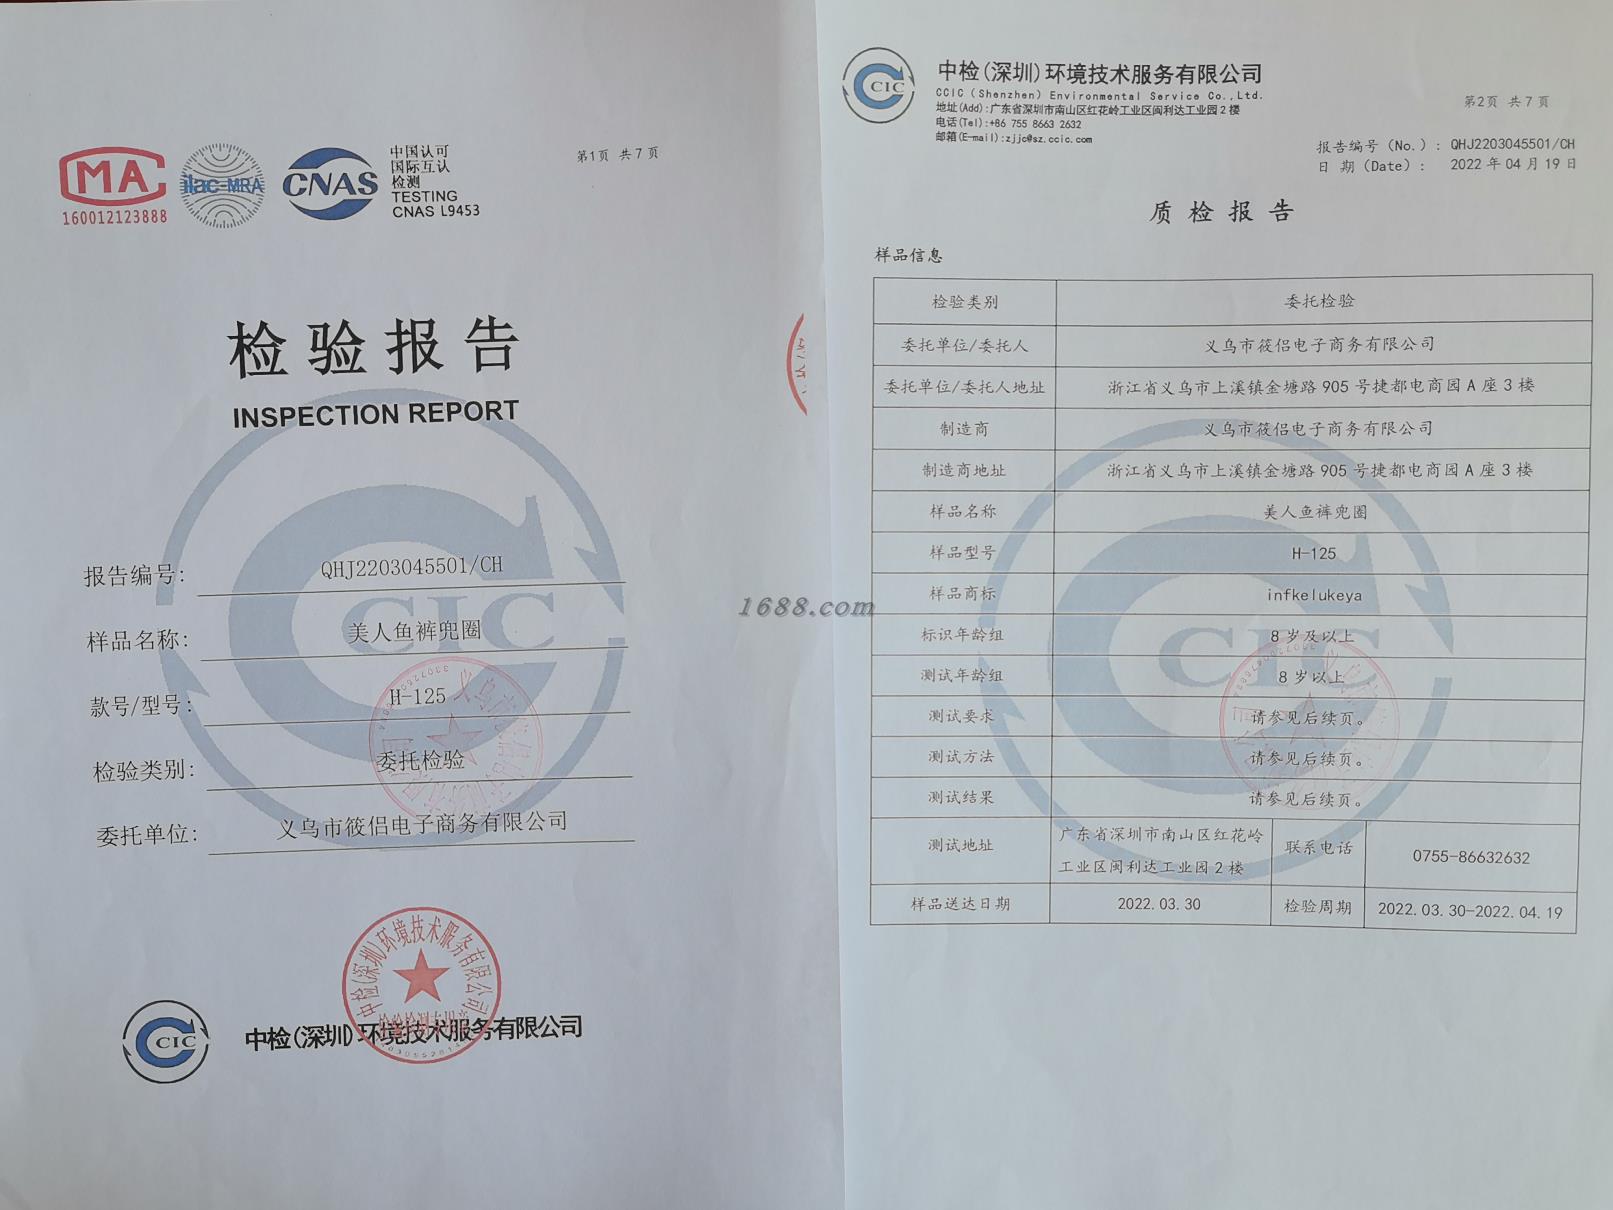 MA
160012123888
ilac-MRA
CNAS
中国认可
国际互认
检测
TESTING
CNAS L9453
第1页 共7页
检验报告
INSPECTION REPORT
CIC
报告编号: QHJ2203045501/CH
样品名称: 美人鱼裤兜圈
款号/型号: H-125
检验类别: 委托检验
委托单位: 义乌市筱侣电子商务有限公司
中检(深圳)环境技术服务有限公司
CIC
中检(深圳)环境技术服务有限公司
1688.com
CIC
中检(深圳)环境技术服务有限公司
CCIC (Shenzhen) Environmental Service Co.,Ltd.
地址(Add):广东省深圳市南山区红花岭工业区闽利达工业园2楼
电话(Tel):+86 755 8663 2632
邮箱(E-mail):zjjc@sz.ccic.com
第2页 共7页
报告编号 (No.) : QHJ2203045501/CH
日 期 (Date) : 2022年04月19日
质检报告
样品信息
检验类别 委托检验
委托单位/委托人 义乌市筱侣电子商务有限公司
委托单位/委托人地址 浙江省义乌市上溪镇金塘路905号捷都电商园A座3楼
制造商 义乌市筱侣电子商务有限公司
制造商地址 浙江省义乌市上溪镇金塘路905号捷都电商园A座3楼
样品名称 美人鱼裤兜圈
样品型号 H-125
样品商标 infkelukeya
标识年龄组 8岁及以上
CIC
测试年龄组 8岁以上
测试要求 请参见后续页。
测试方法 请参见后续页。
测试结果 请参见后续页。
测试地址 广东省深圳市南山区红花岭
工业区闽利达工业园2楼 联系电话 0755-86632632
样品送达日期 2022.03.30 检验周期 2022.03.30-2022.04.19